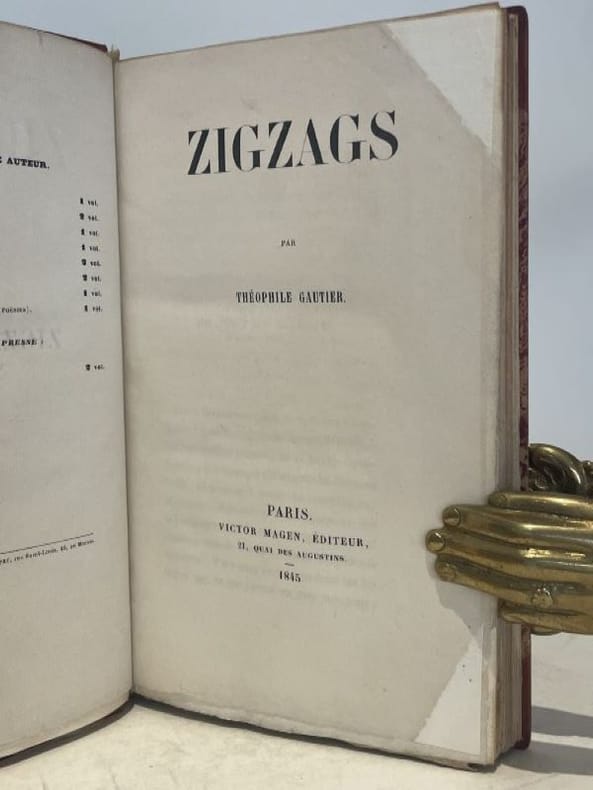 AUTEUR.
1 vol.
2 vol.
1 vol.
1 vol.
2 vol.
2 vol.
1 vol.
POÉSIES), 1 vol.
PRESSE :
2 vol.
ZIGZAGS
PAR
THÉOPHILE GAUTIER.
PARIS.
VICTOR MAGEN, ÉDITEUR,
21, QUAI DES AUGUSTINS.
1845